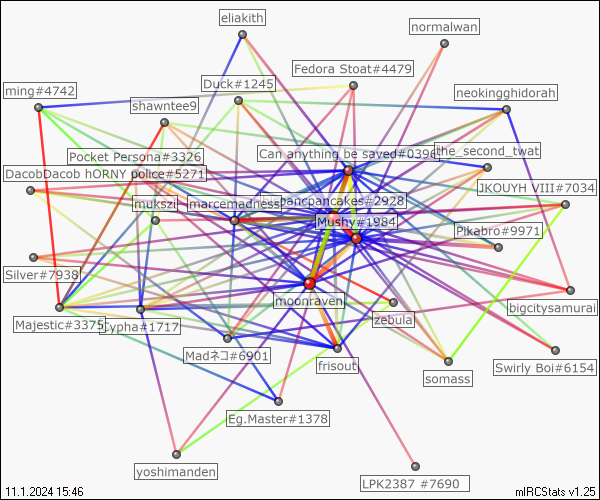 eliakith
normalwan
Fedora Stoat#4479
Duck#1245
ming#4742
neokingghidorah
shawntee9
Can anything be saved#0396
the_second_twat
Pocket Persona#3326
DacobDacob hORNY police#5271
JKOUYH VIII#7034
mukszi
marcemadness
bancpancakes#2928
Mushy#1984
Pikabro#9971
Silver#7938
moonraven
bigcitysamurai
zebula
Majestic#3375
Cypha#1717
Madネコ#6901
frisout
somass
Swirly Boi#6154
Eg.Master#1378
yoshimanden
LPK2387 #7690
11.1.2024 15:46
mIRCStats v1.25